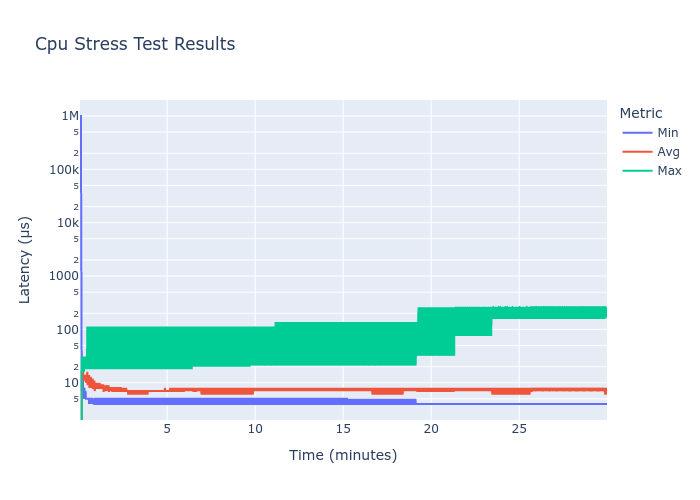 Cpu Stress Test Results
Metric
Min
Avg
Max
Latency (μs)
1M
5
2
100k
5
2
10k
5
2
1000
5
2
100
5
2
10
5
5
10
15
20
25
Time (minutes)